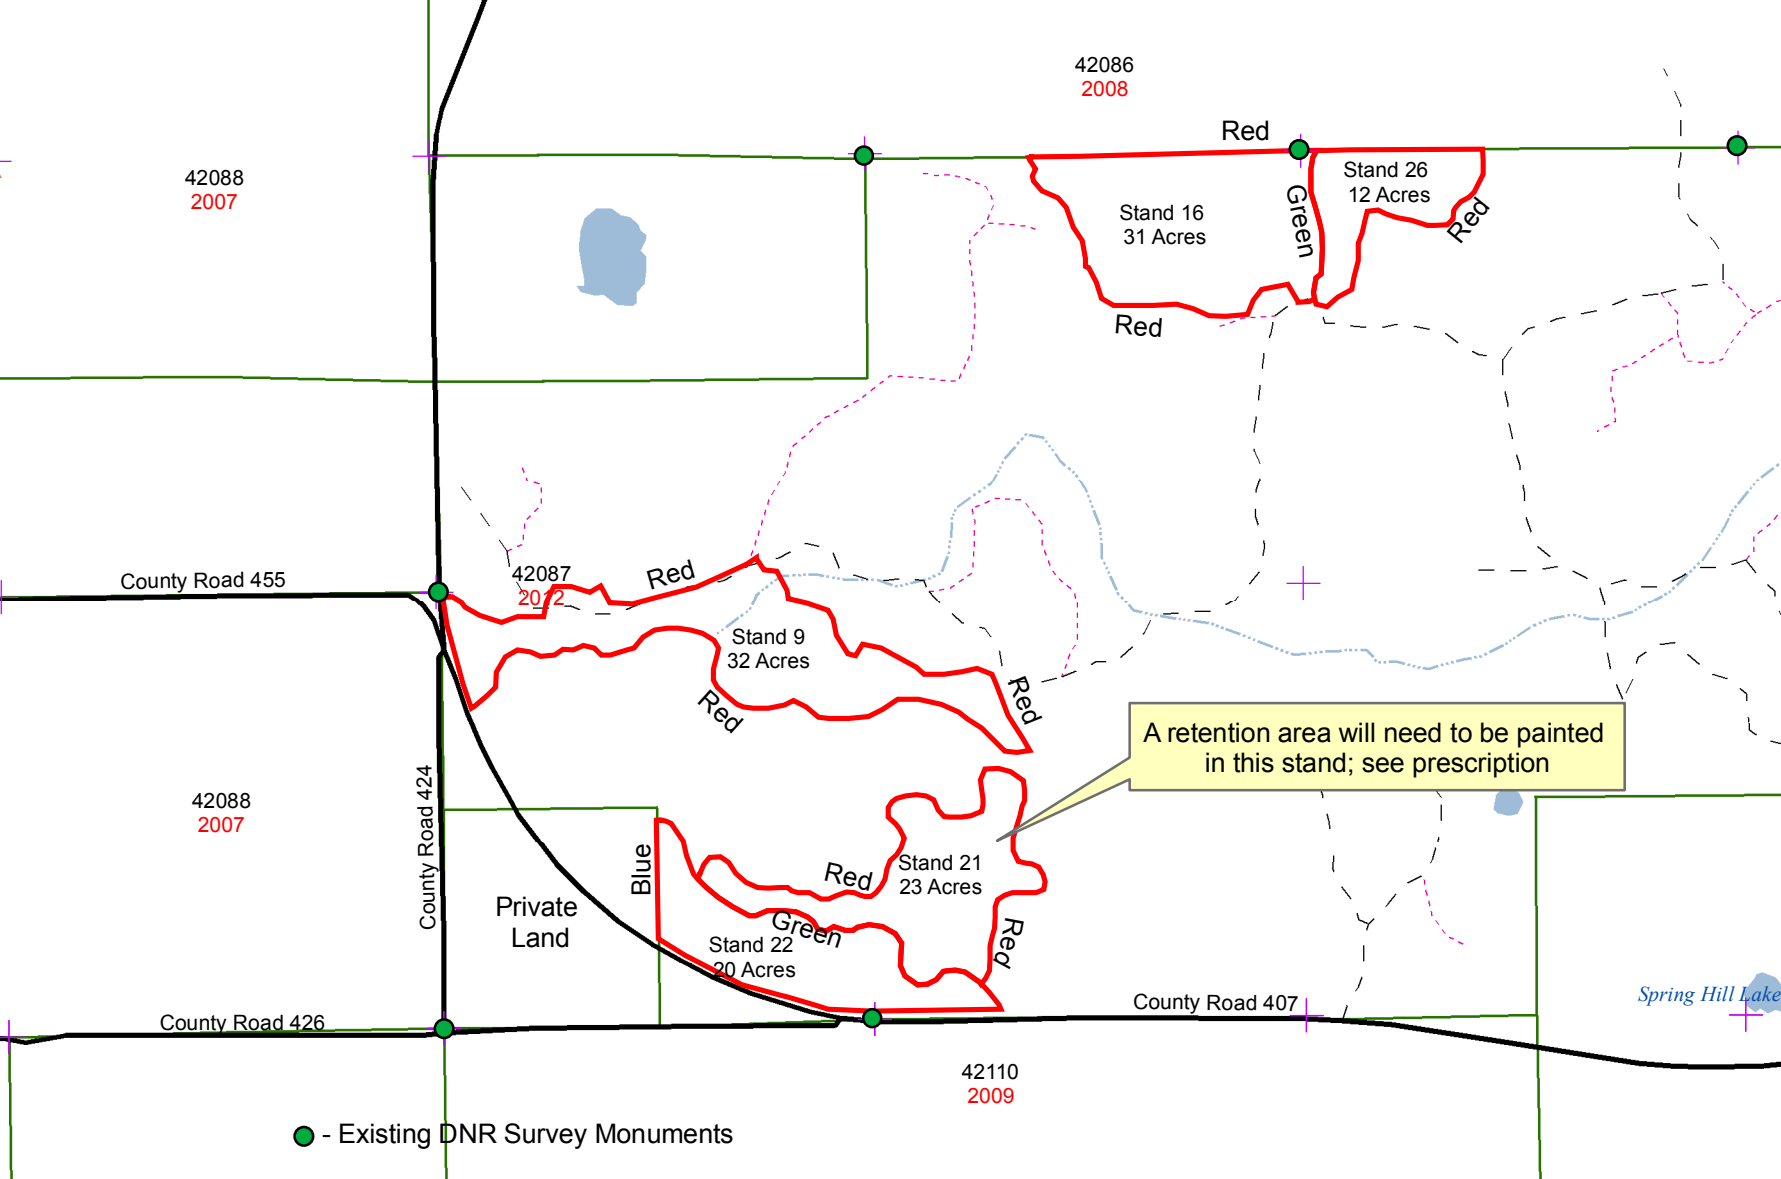 42086
2008
Red
42088
2007
Stand 26
12 Acres
Stand 16
31 Acres
Green
Red
Red
County Road 455
42087
2012
Red
Stand 9
32 Acres
Red
Red
A retention area will need to be painted
in this stand; see prescription
County Road 424
42088
2007
Blue
Red
Stand 21
23 Acres
Private
Land
Green
Stand 22
20 Acres
Red
County Road 426
County Road 407
Spring Hill Lake
42110
2009
- Existing DNR Survey Monuments